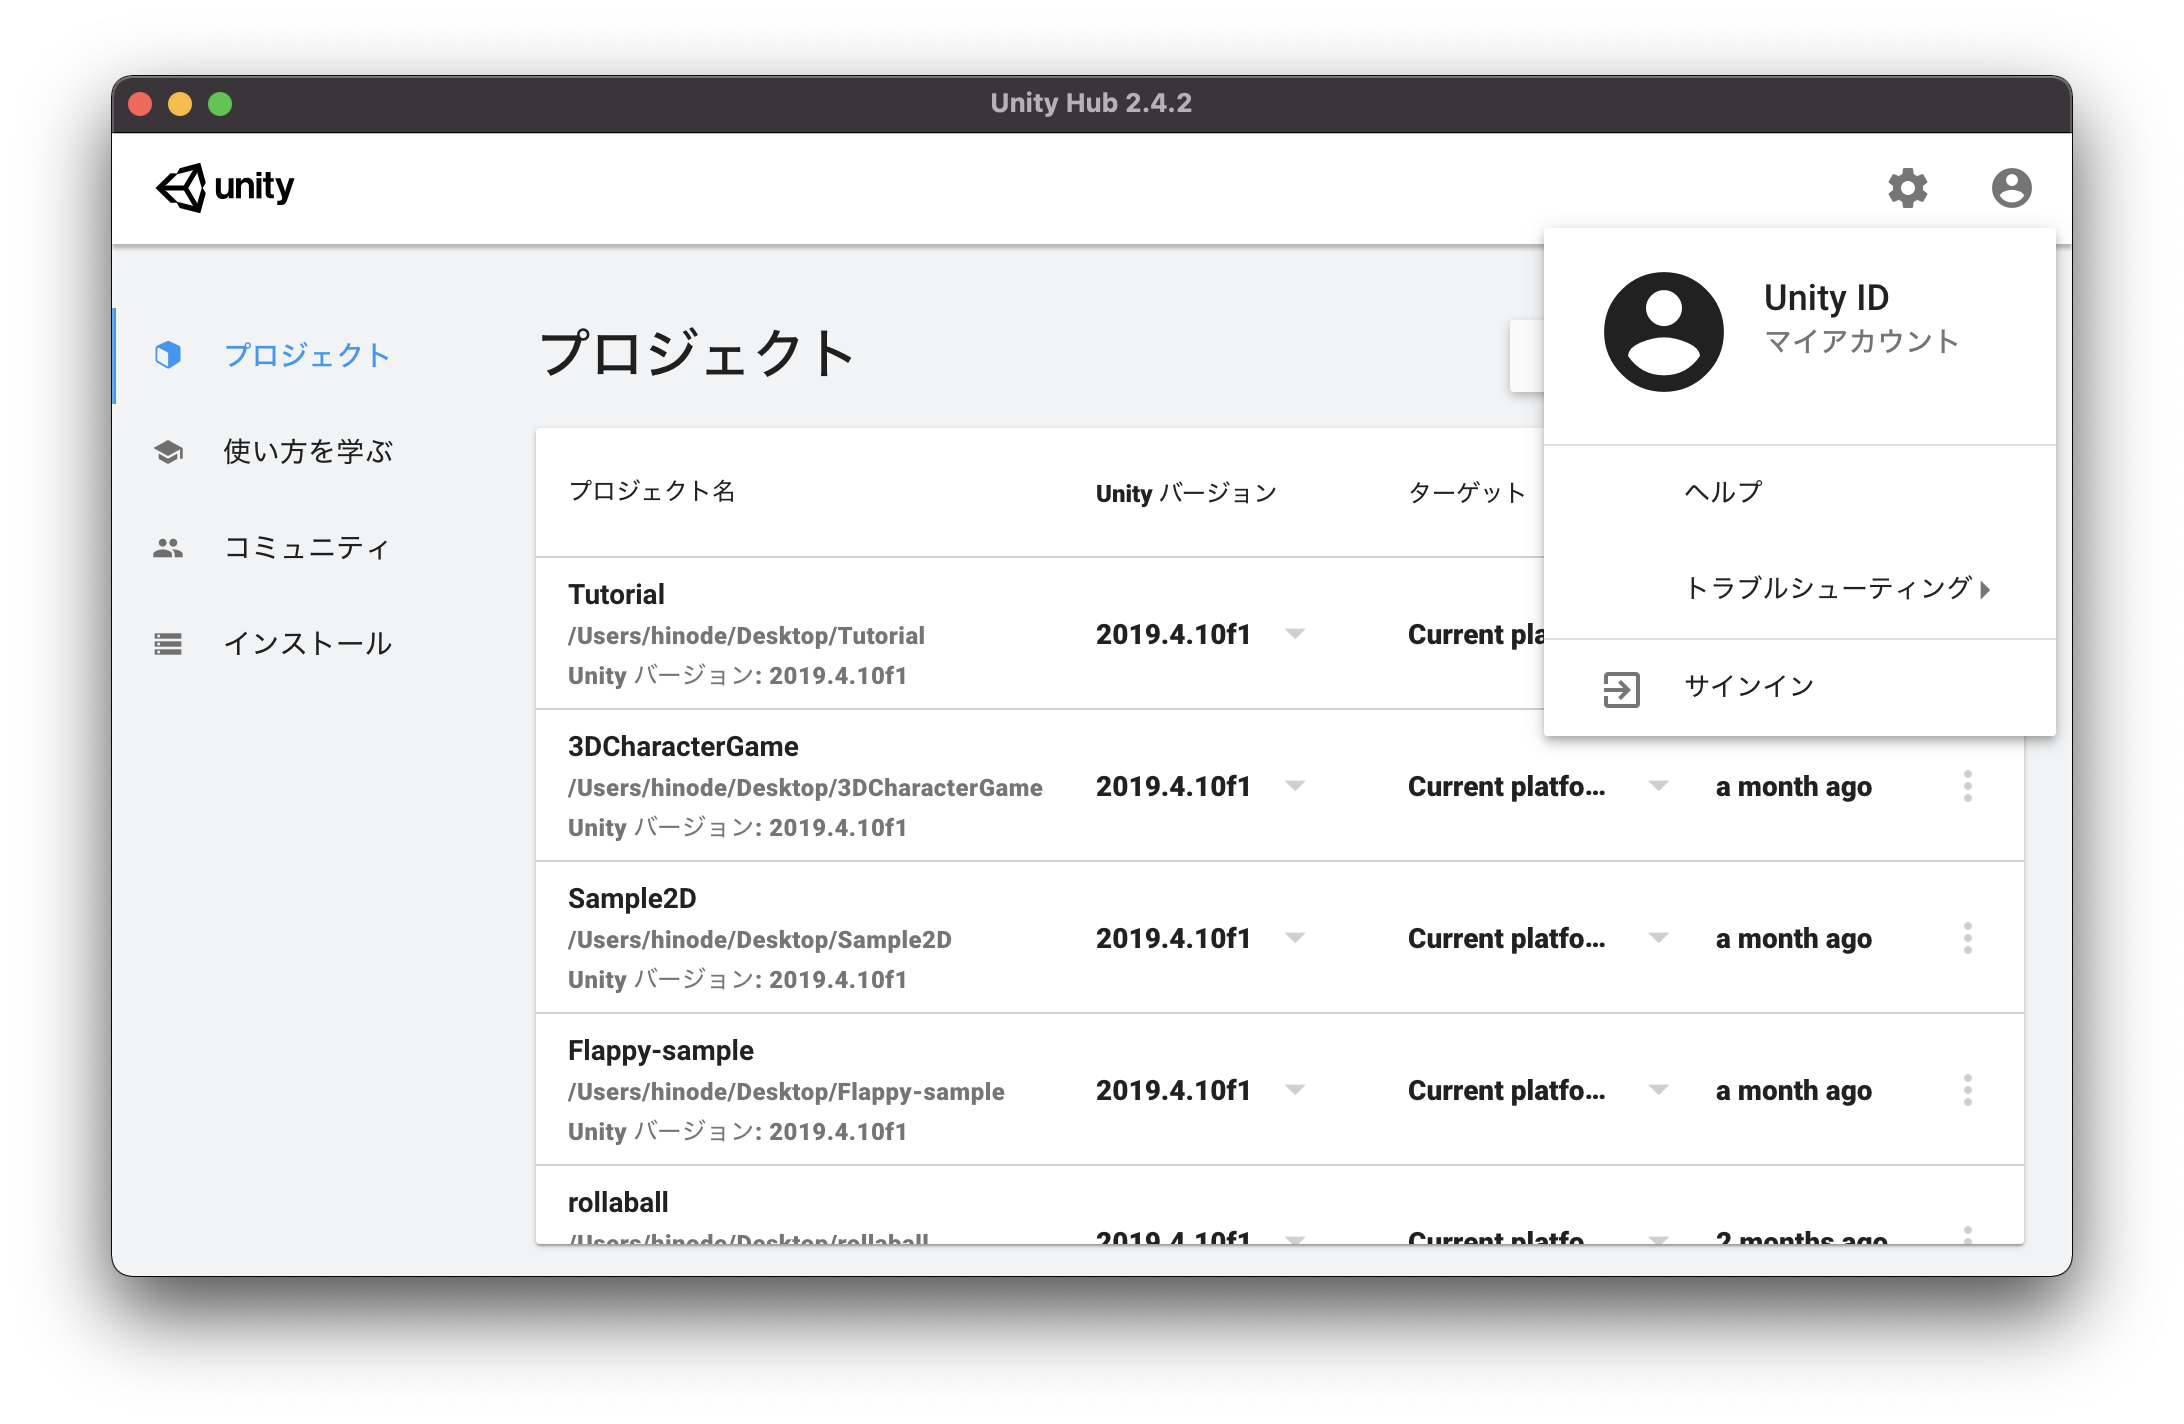 Unity Hub 2.4.2
unity
Unity ID
マイアカウント
ヘルプ
トラブルシューティング
サインイン
プロジェクト
使い方を学ぶ
コミュニティ
インストール
プロジェクト
プロジェクト名 Unity バージョン ターゲット
Tutorial
/Users/hinode/Desktop/Tutorial
Unity バージョン: 2019.4.10f1
2019.4.10f1 Current pla
3DCharacterGame
/Users/hinode/Desktop/3DCharacterGame
Unity バージョン: 2019.4.10f1
2019.4.10f1 Current platfo... a month ago
Sample2D
/Users/hinode/Desktop/Sample2D
Unity バージョン: 2019.4.10f1
2019.4.10f1 Current platfo... a month ago
Flappy-sample
/Users/hinode/Desktop/Flappy-sample
Unity バージョン: 2019.4.10f1
2019.4.10f1 Current platfo... a month ago
rollaball
/Users/hinode/Desktop/rollaball
2019.4.10f1 Current platfo 2 months ago